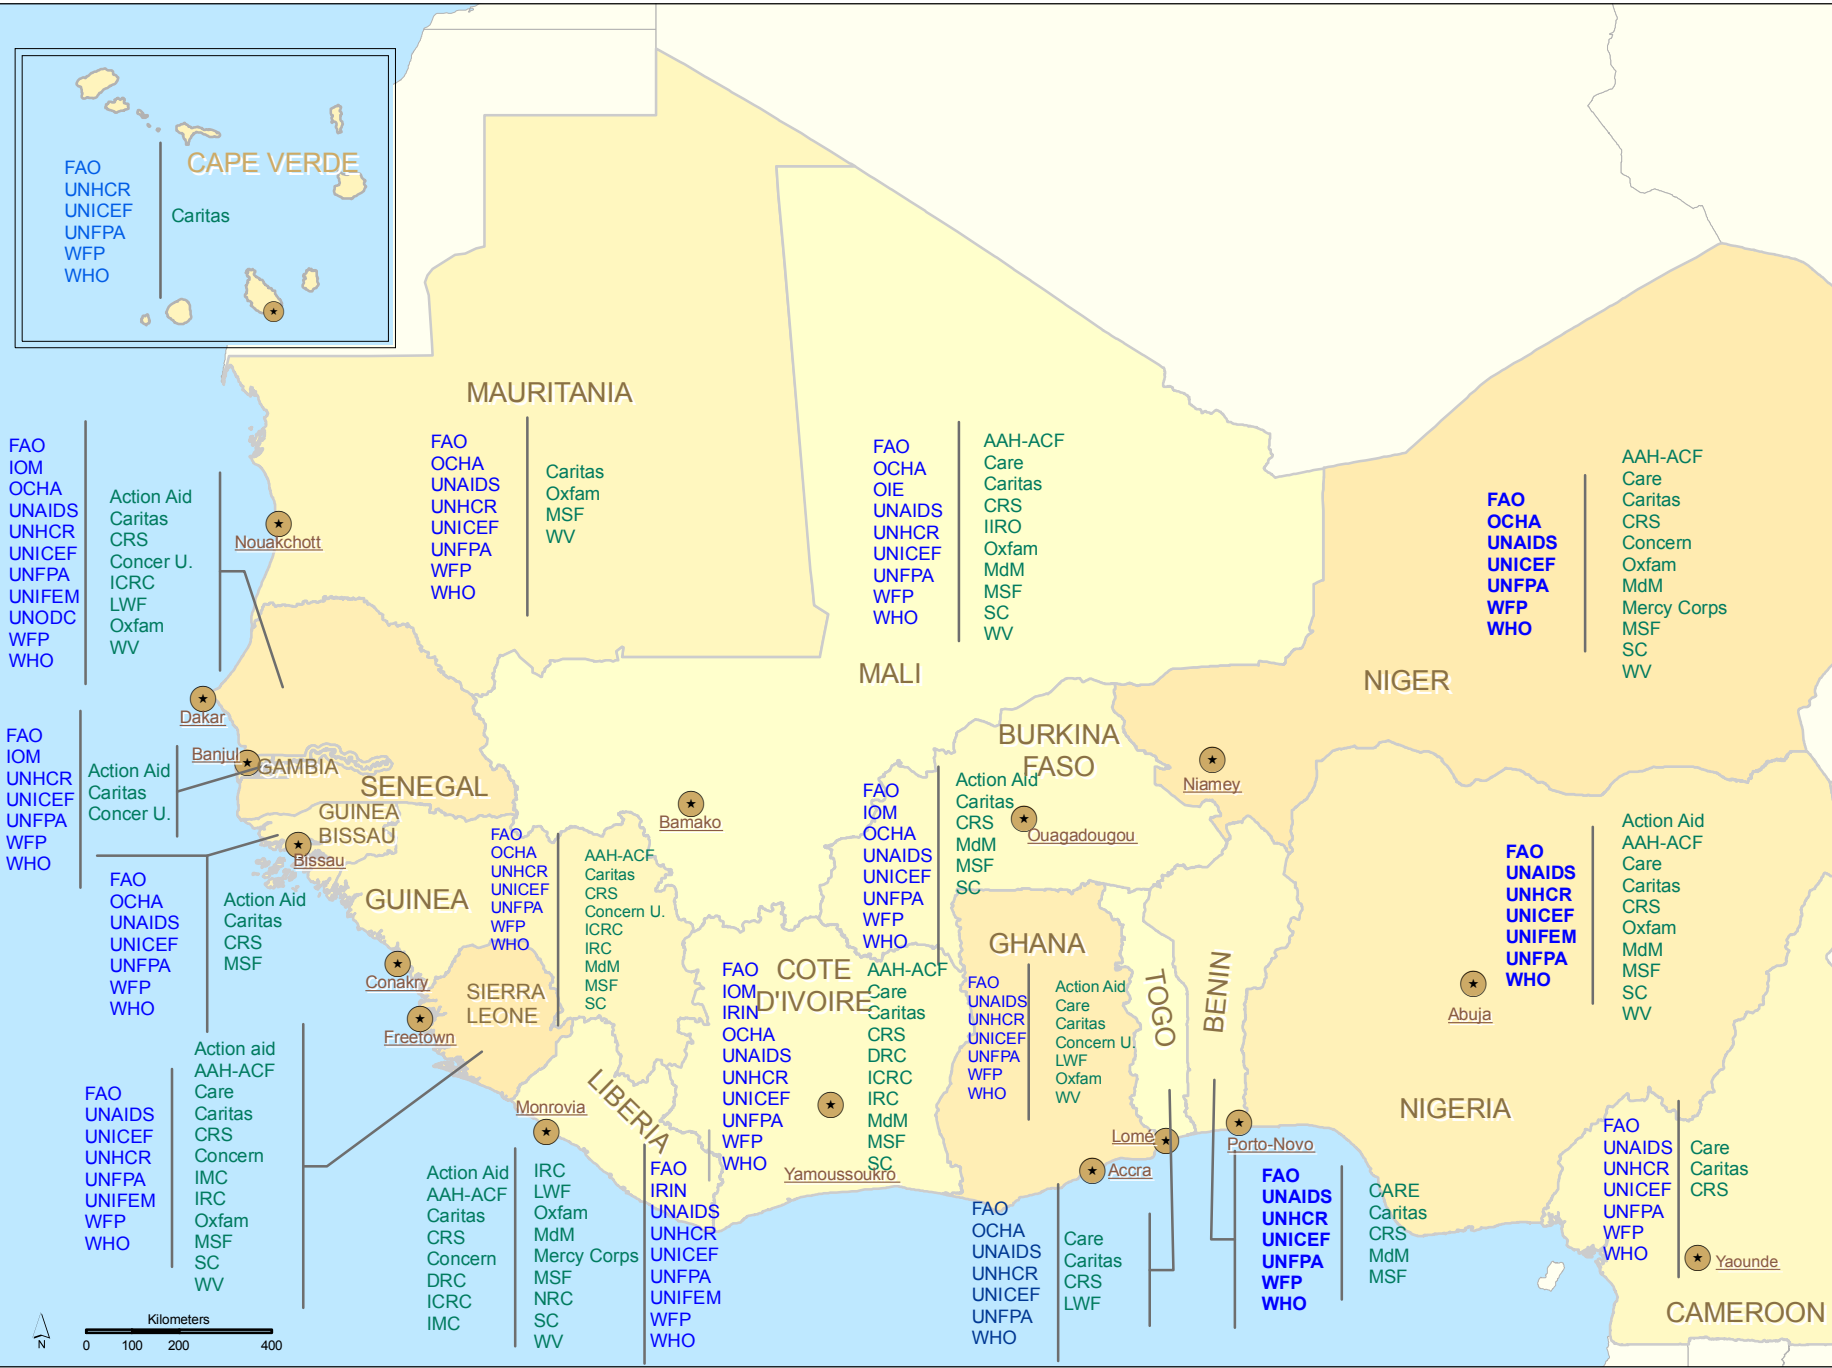 CAPE VERDE
FAO
UNHCR
UNICEF
UNFPA
WFP
WHO
Caritas
MAURITANIA
FAO
OCHA
UNAIDS
UNHCR
UNICEF
UNFPA
WFP
WHO
Caritas
Oxfam
MSF
WV
FAO
OCHA
OIE
UNAIDS
UNHCR
UNICEF
UNFPA
WFP
WHO
AAH-ACF
Care
Caritas
CRS
IIRO
Oxfam
MdM
MSF
SC
WV
MALI
FAO
OCHA
UNAIDS
UNICEF
UNFPA
WFP
WHO
AAH-ACF
Care
Caritas
CRS
Concern
Oxfam
MdM
Mercy Corps
MSF
SC
WV
NIGER
FAO
IOM
OCHA
UNAIDS
UNHCR
UNICEF
UNFPA
UNIFEM
UNODC
WFP
WHO
Action Aid
Caritas
CRS
Concer U.
ICRC
LWF
Oxfam
WV
Nouakchott
Dakar
Banjul
GAMBIA
SENEGAL
FAO
IOM
UNHCR
UNICEF
UNFPA
WFP
WHO
Action Aid
Caritas
Concer U.
GUINEA
BISSAU
Bissau
FAO
OCHA
UNAIDS
UNICEF
UNFPA
WFP
WHO
Action Aid
Caritas
CRS
MSF
GUINEA
Conakry
FAO
OCHA
UNHCR
UNICEF
UNFPA
WFP
WHO
AAH-ACF
Caritas
CRS
Concern U.
ICRC
IRC
MdM
MSF
SC
Bamako
BURKINA
FASO
Ouagadougou
FAO
IOM
OCHA
UNAIDS
UNICEF
UNFPA
WFP
WHO
Action Aid
Caritas
CRS
MdM
MSF
SC
Niamey
SIERRA
LEONE
Freetown
FAO
UNAIDS
UNICEF
UNHCR
UNFPA
UNIFEM
WFP
WHO
Action aid
AAH-ACF
Care
Caritas
CRS
Concern
IMC
IRC
Oxfam
MSF
SC
WV
LIBERIA
Monrovia
Action Aid
AAH-ACF
Caritas
CRS
Concern
DRC
ICRC
IMC
IRC
LWF
Oxfam
MdM
Mercy Corps
MSF
NRC
SC
WV
FAO
IRIN
UNAIDS
UNHCR
UNICEF
UNFPA
UNIFEM
WFP
WHO
COTE
D'IVOIRE
FAO
IOM
IRIN
OCHA
UNAIDS
UNHCR
UNICEF
UNFPA
WFP
WHO
AAH-ACF
Care
Caritas
CRS
DRC
ICRC
IRC
MdM
MSF
SC
Yamoussoukro
GHANA
FAO
UNAIDS
UNHCR
UNICEF
UNFPA
WFP
WHO
Action Aid
Care
Caritas
Concern U.
LWF
Oxfam
WV
Accra
TOGO
Lomé
FAO
OCHA
UNAIDS
UNHCR
UNICEF
UNFPA
WHO
Care
Caritas
CRS
LWF
BENIN
Porto-Novo
FAO
UNAIDS
UNHCR
UNICEF
UNFPA
WFP
WHO
CARE
Caritas
CRS
MdM
MSF
FAO
UNAIDS
UNHCR
UNICEF
UNIFEM
UNFPA
WHO
Action Aid
AAH-ACF
Care
Caritas
CRS
Oxfam
MdM
MSF
SC
WV
Abuja
NIGERIA
FAO
UNAIDS
UNHCR
UNICEF
UNFPA
WFP
WHO
Care
Caritas
CRS
Yaounde
CAMEROON
N
Kilometers
0 100 200 400